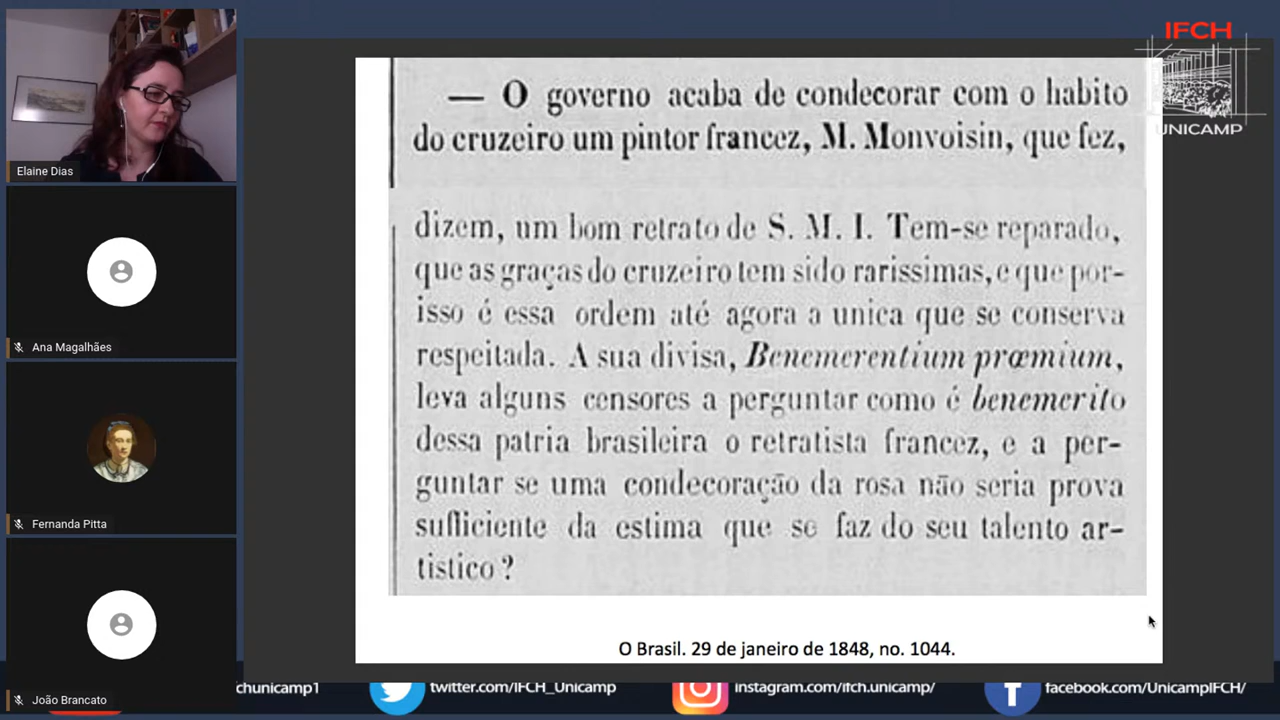 IFCH
UNICAMP
Elaine Dias
Ana Magalhães
Fernanda Pitta
João Brancato
— O governo acaba de condecorar com o habito
do cruzeiro um pintor francez, M. Monvoisin, que fez,
dizem, um bom retrato de S. M. I. Tem-se reparado,
que as graças do cruzeiro tem sido rarissimas, e que por-
isso é essa ordem até agora a unica que se conserva
respeitada. A sua divisa, Benemerentium præmium,
leva alguns censores a perguntar como é benemerito
dessa patria brasileira o retratista francez, e a per-
guntar se uma condecoração da rosa não seria prova
sufficiente da estima que se faz do seu talento ar-
tistico ?
O Brasil. 29 de janeiro de 1848, no. 1044.
chunicamp1
twitter.com/IFCH_Unicamp
instagram.com/ifch.unicamp/
facebook.com/UnicampIFCH/